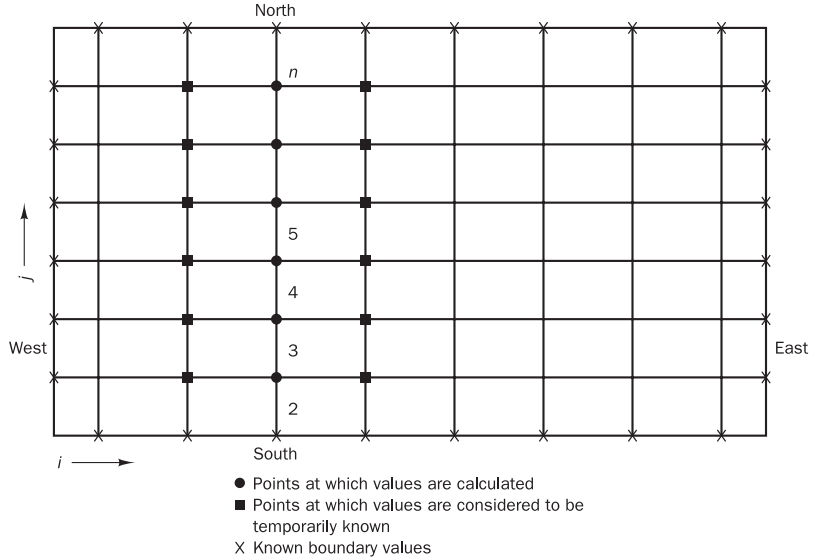 North
n
5
j
4
West
3
East
2
i
South
Points at which values are calculated
Points at which values are considered to be
temporarily known
X Known boundary values